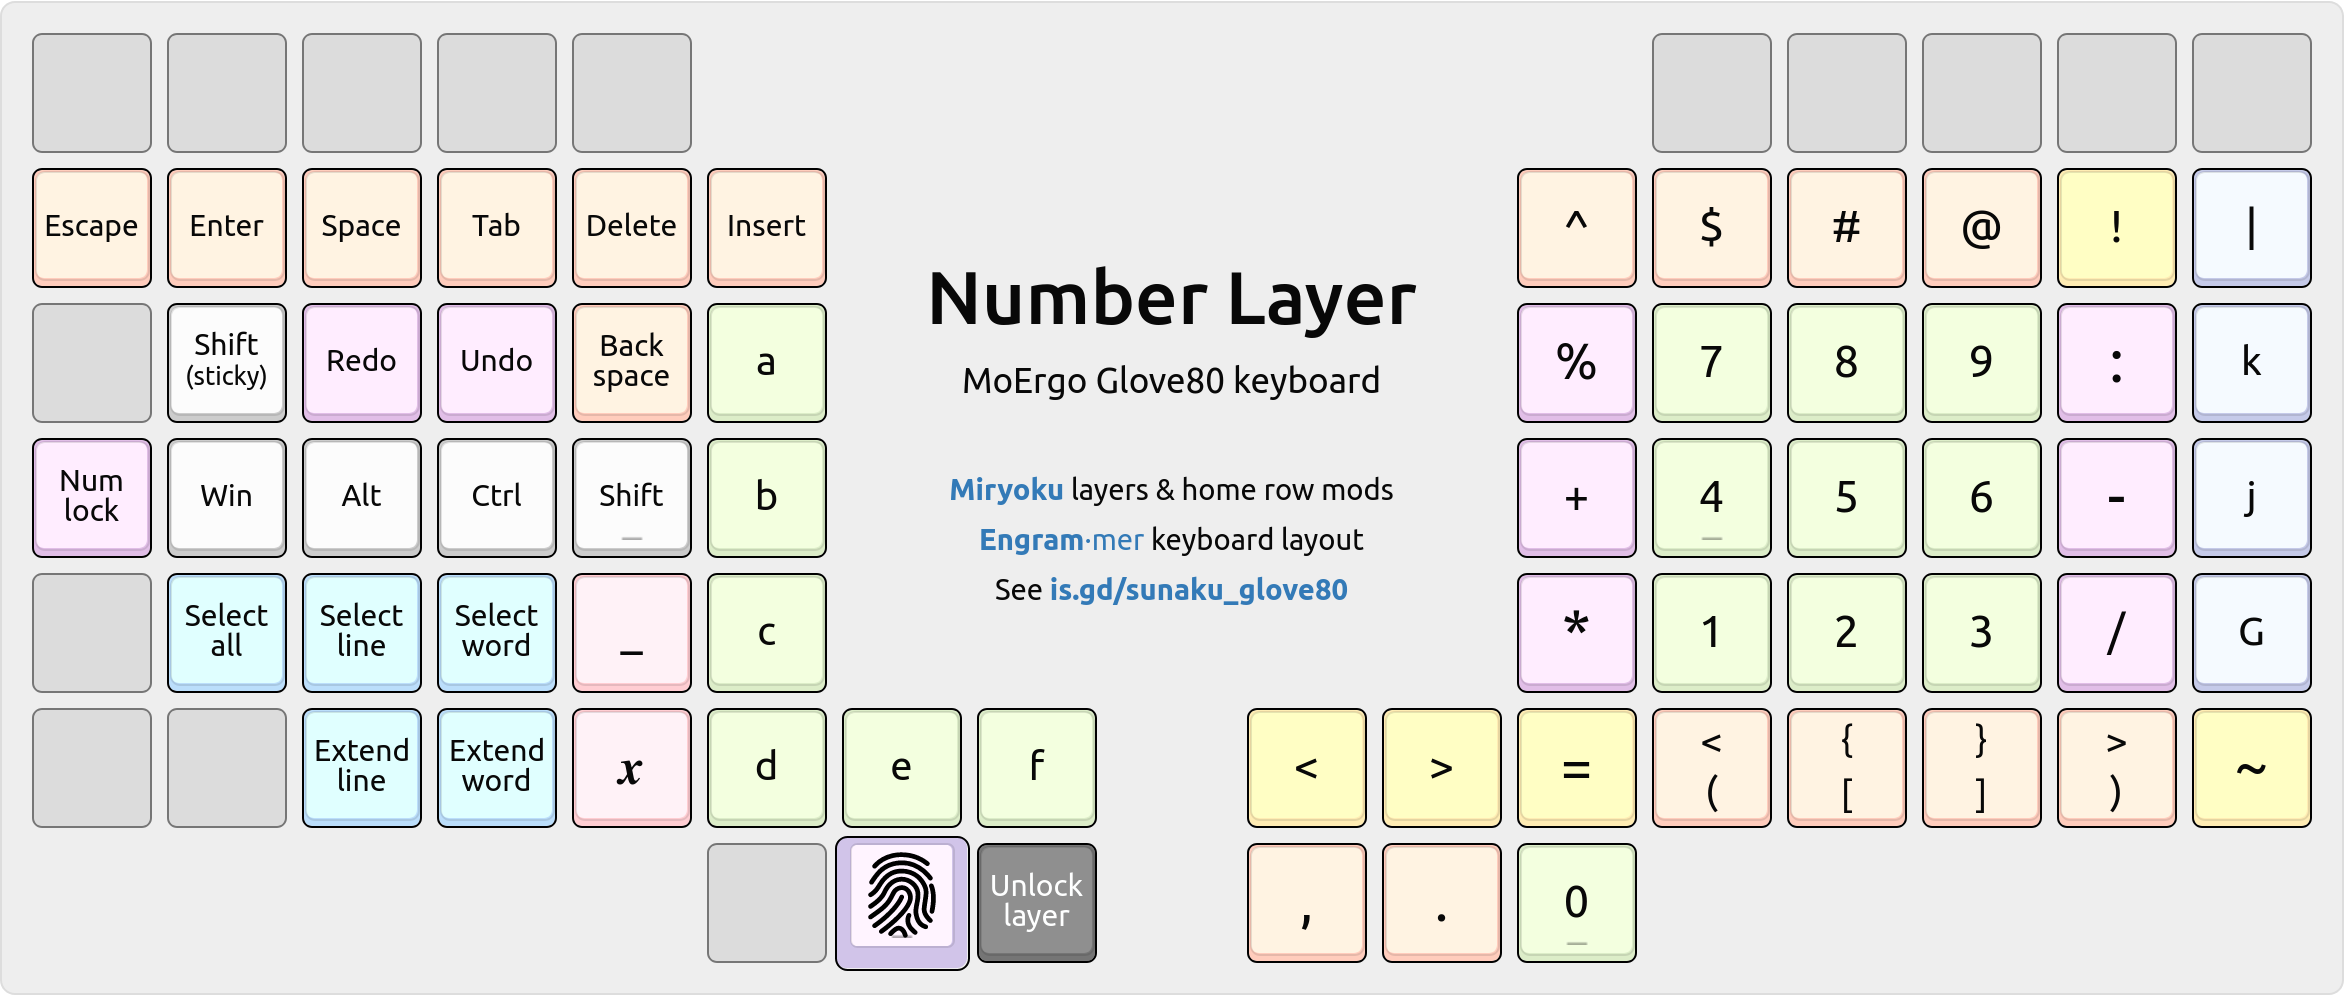 Escape Enter Space Tab Delete Insert ^ $ # @ ! |
Number Layer
MoErgo Glove80 keyboard
Shift
(sticky)
Redo Undo
Back
space
a % 7 8 9 : k
Num
lock
Win Alt Ctrl Shift
_
b
Miryoku layers & home row mods
Engram·mer keyboard layout
See is.gd/sunaku_glove80
+ 4 5 6 - j
_
Select
all
Select
line
Select
word
_ c * 1 2 3 / G
Extend
line
Extend
word
x d e f < > =
<
(
{
[
}
]
>
)
~
Unlock
layer
, . 0
_